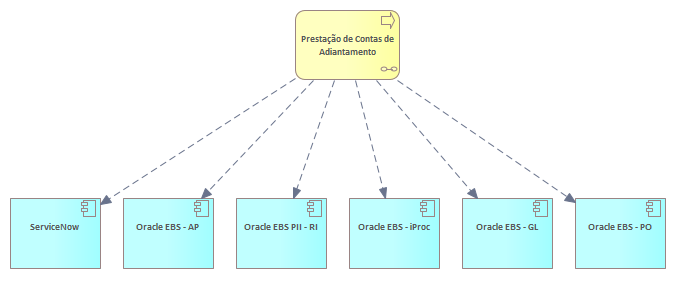 Prestação de Contas de
Adiantamento
ServiceNow
Oracle EBS - AP
Oracle EBS PII - RI
Oracle EBS - iProc
Oracle EBS - GL
Oracle EBS - PO